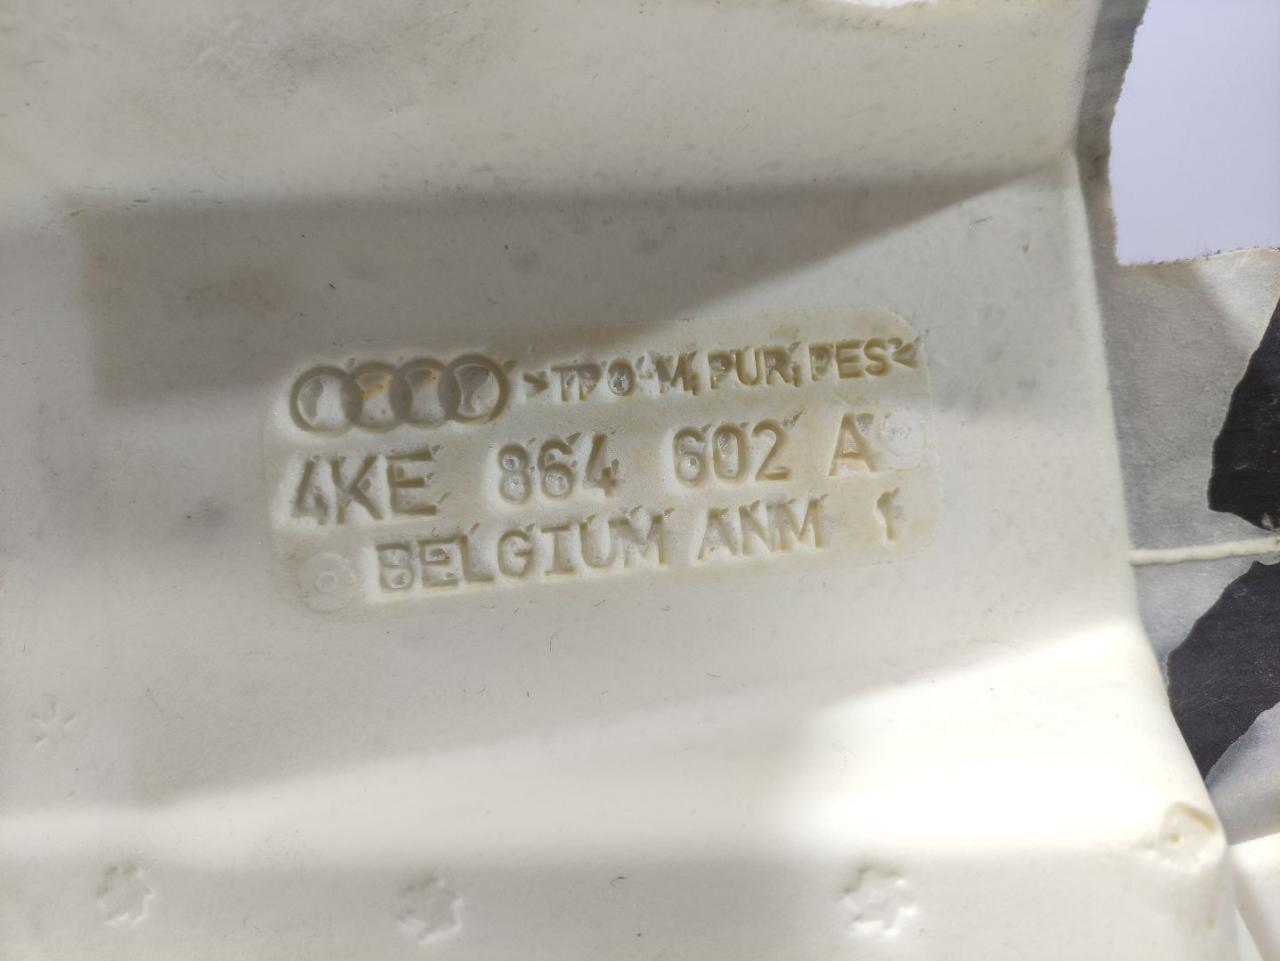 >TPO-M, PUR, PES<
4KE 864 602 A
BELGIUM ANM 1